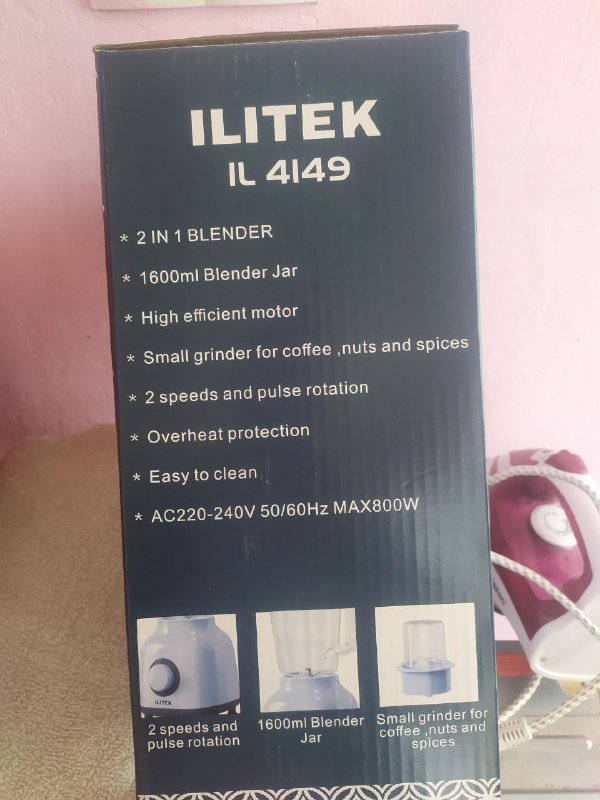 ILITEK
IL 4149
* 2 IN 1 BLENDER
* 1600ml Blender Jar
* High efficient motor
* Small grinder for coffee ,nuts and spices
* 2 speeds and pulse rotation
* Overheat protection
* Easy to clean
* AC220-240V 50/60Hz MAX800W
ILITEK
2 speeds and
pulse rotation
1600ml Blender
Jar
Small grinder for
coffee ,nuts and
spices